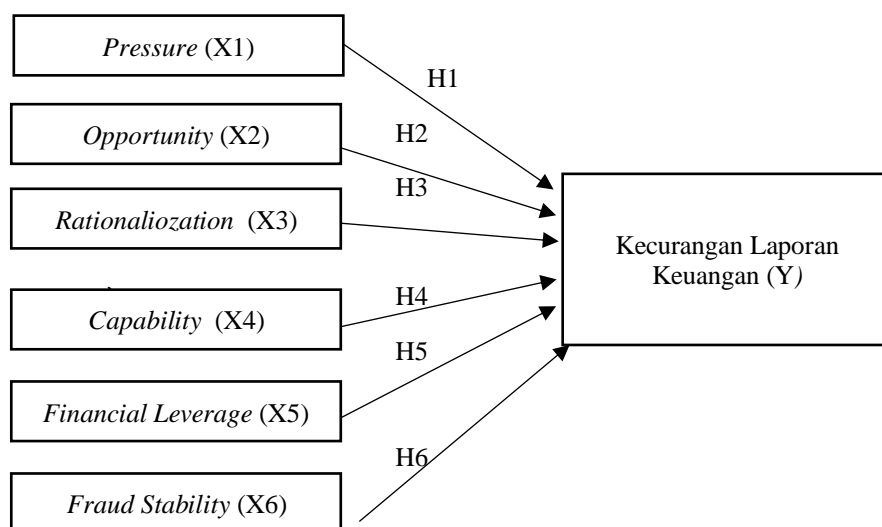 Pressure (X1)
H1
Opportunity (X2)
H2
H3
Rationaliozation (X3)
Kecurangan Laporan
Keuangan (Y)
Capability (X4)
H4
H5
Financial Leverage (X5)
H6
Fraud Stability (X6)